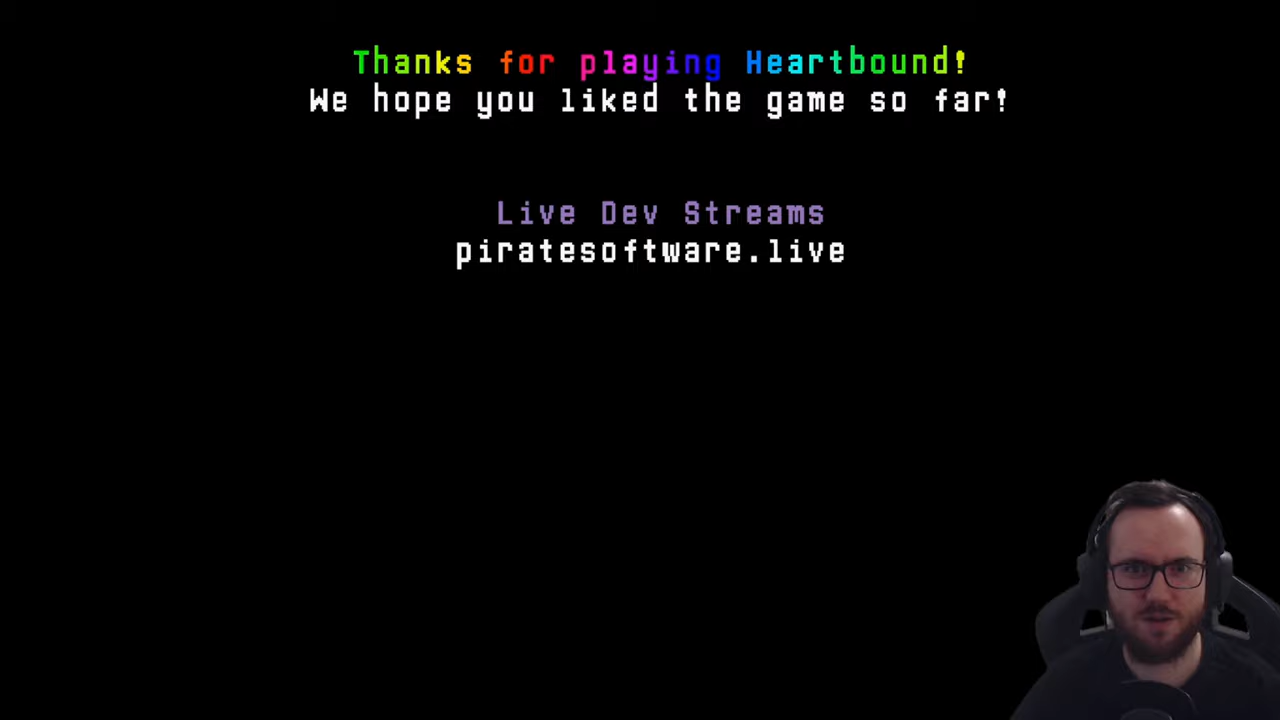 Thanks for playing Heartbound!
We hope you liked the game so far!
Live Dev Streams
piratesoftware.live